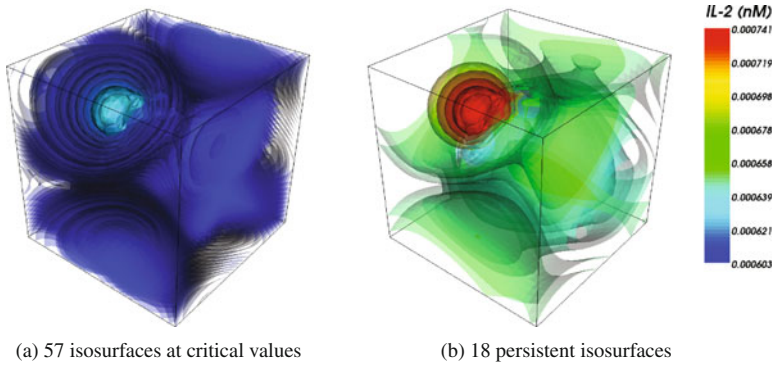 IL-2 (nM)
0.000741
0.000719
0.000698
0.000678
0.000658
0.000639
0.000621
0.000603
(a) 57 isosurfaces at critical values
(b) 18 persistent isosurfaces